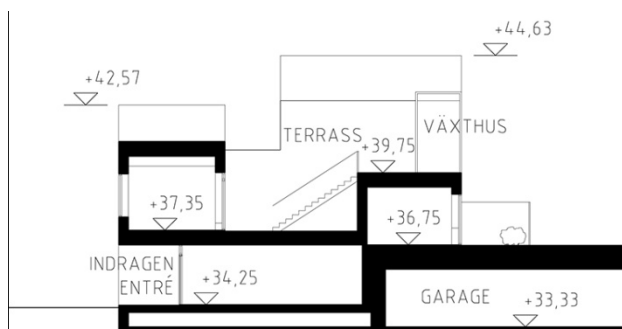 +44,63
+42,57
TERRASS
VÄXTHUS
+39,75
+37,35
+36,75
INDRAGEN
ENTRÉ
+34,25
GARAGE
+33,33